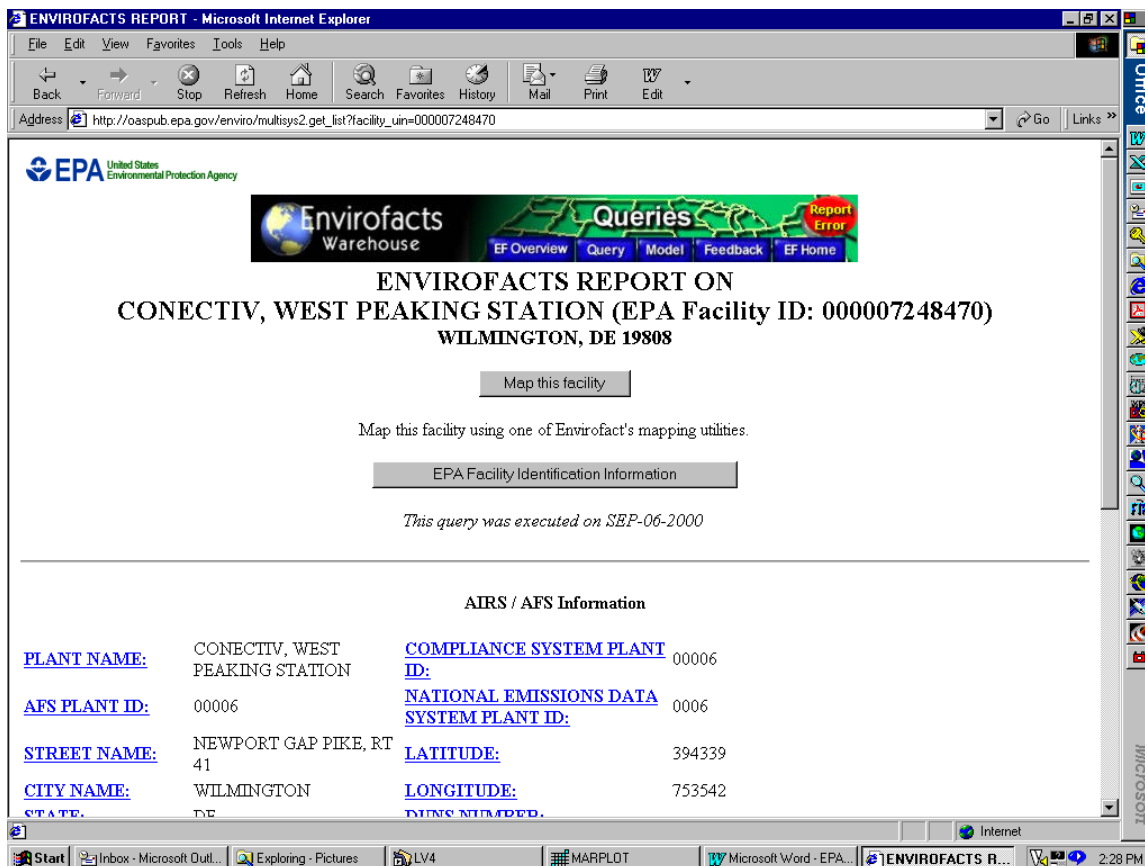 ENVIROFACTS REPORT - Microsoft Internet Explorer
File Edit View Favorites Tools Help
Back Forward Stop Refresh Home Search Favorites History Mail Print Edit
Address http://oaspub.epa.gov/enviro/multisys2.get_list?facility_uin=000007248470 Go Links »
Office
EPA United States
Environmental Protection Agency
Envirofacts
Warehouse
Queries
Report
Error
EF Overview Query Model Feedback EF Home
ENVIROFACTS REPORT ON
CONECTIV, WEST PEAKING STATION (EPA Facility ID: 000007248470)
WILMINGTON, DE 19808
Map this facility
Map this facility using one of Envirofact's mapping utilities.
EPA Facility Identification Information
This query was executed on SEP-06-2000
AIRS / AFS Information
PLANT NAME: CONECTIV, WEST PEAKING STATION COMPLIANCE SYSTEM PLANT ID: 00006
AFS PLANT ID: 00006 NATIONAL EMISSIONS DATA SYSTEM PLANT ID: 0006
STREET NAME: NEWPORT GAP PIKE, RT 41 LATITUDE: 394339
CITY NAME: WILMINGTON LONGITUDE: 753542
STATE: DE DUNS NUMBER:
Microsoft
Internet
Start Inbox - Microsoft Outl... Exploring - Pictures LV4 MARPLOT Microsoft Word - EPA... ENVIROFACTS R... 2:28 PM